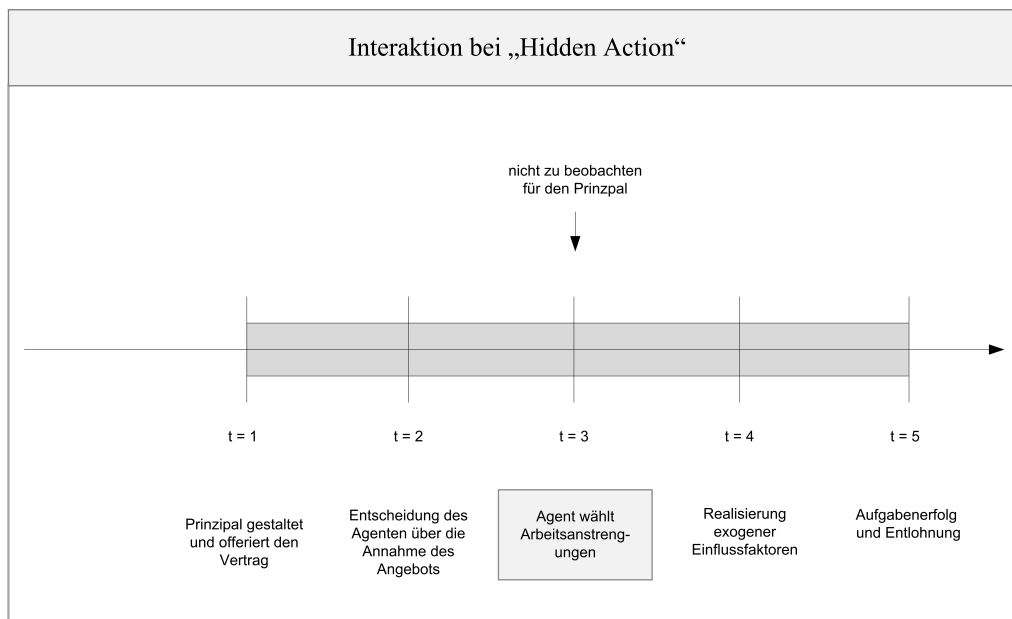 Interaktion bei „Hidden Action“
nicht zu beobachten
für den Prinzpal
t = 1
t = 2
t = 3
t = 4
t = 5
Prinzipal gestaltet
und offeriert den
Vertrag
Entscheidung des
Agenten über die
Annahme des
Angebots
Agent wählt
Arbeitsanstreng-
ungen
Realisierung
exogener
Einflussfaktoren
Aufgabenerfolg
und Entlohnung